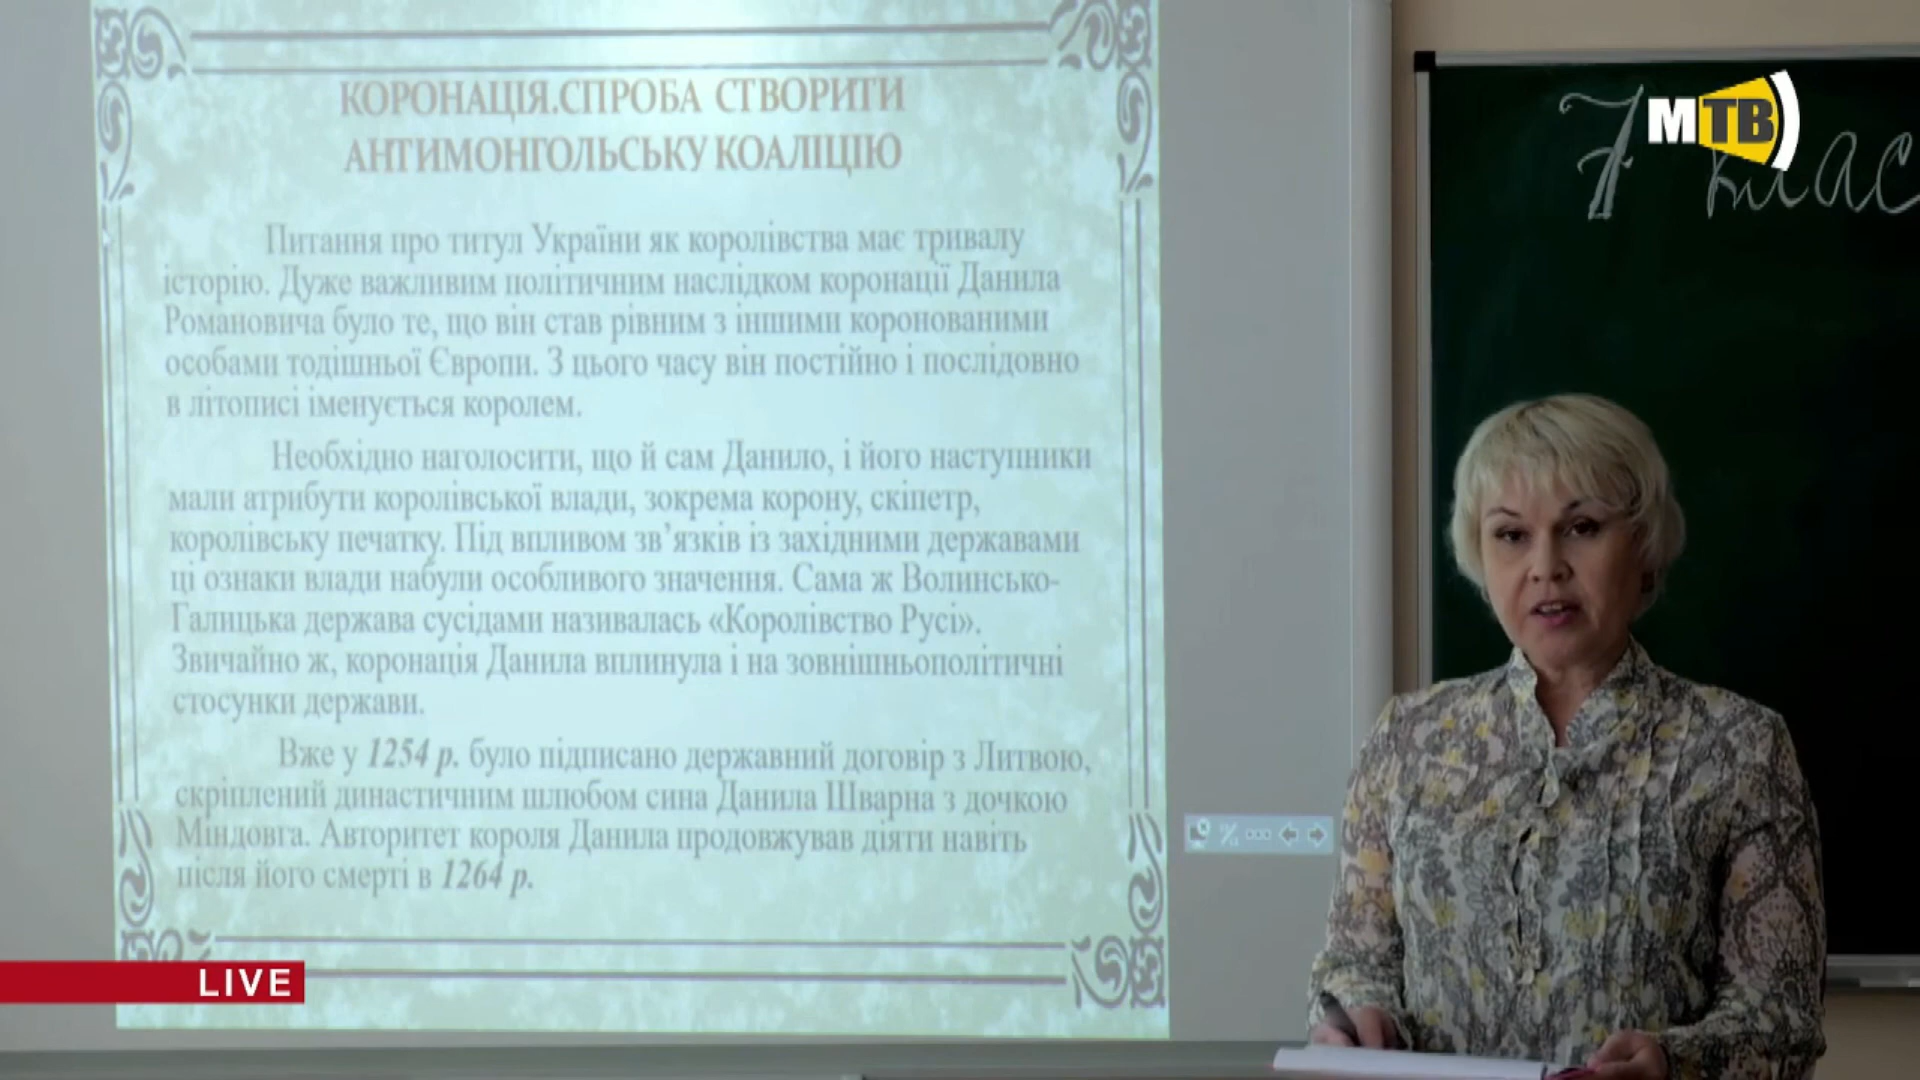 КОРОНАЦІЯ.СПРОБА СТВОРИТИ
АНТИМОНГОЛЬСЬКУ КОАЛІЦІЮ
Питання про титул України як королівства має тривалу
історію. Дуже важливим політичним наслідком коронації Данила
Романовича було те, що він став рівним з іншими коронованими
особами тодішньої Європи. З цього часу він постійно і послідовно
в літописі іменується королем.
Необхідно наголосити, що й сам Данило, і його наступники
мали атрибути королівської влади, зокрема корону, скіпетр,
королівську печатку. Під впливом зв’язків із західними державами
ці ознаки влади набули особливого значення. Сама ж Волинсько-
Галицька держава сусідами називалась «Королівство Русі».
Звичайно ж, коронація Данила вплинула і на зовнішньополітичні
стосунки держави.
Вже у 1254 р. було підписано державний договір з Литвою,
скріплений династичним шлюбом сина Данила Шварна з дочкою
Міндовга. Авторитет короля Данила продовжував діяти навіть
після його смерті в 1264 р.
7 клас
МТВ
LIVE